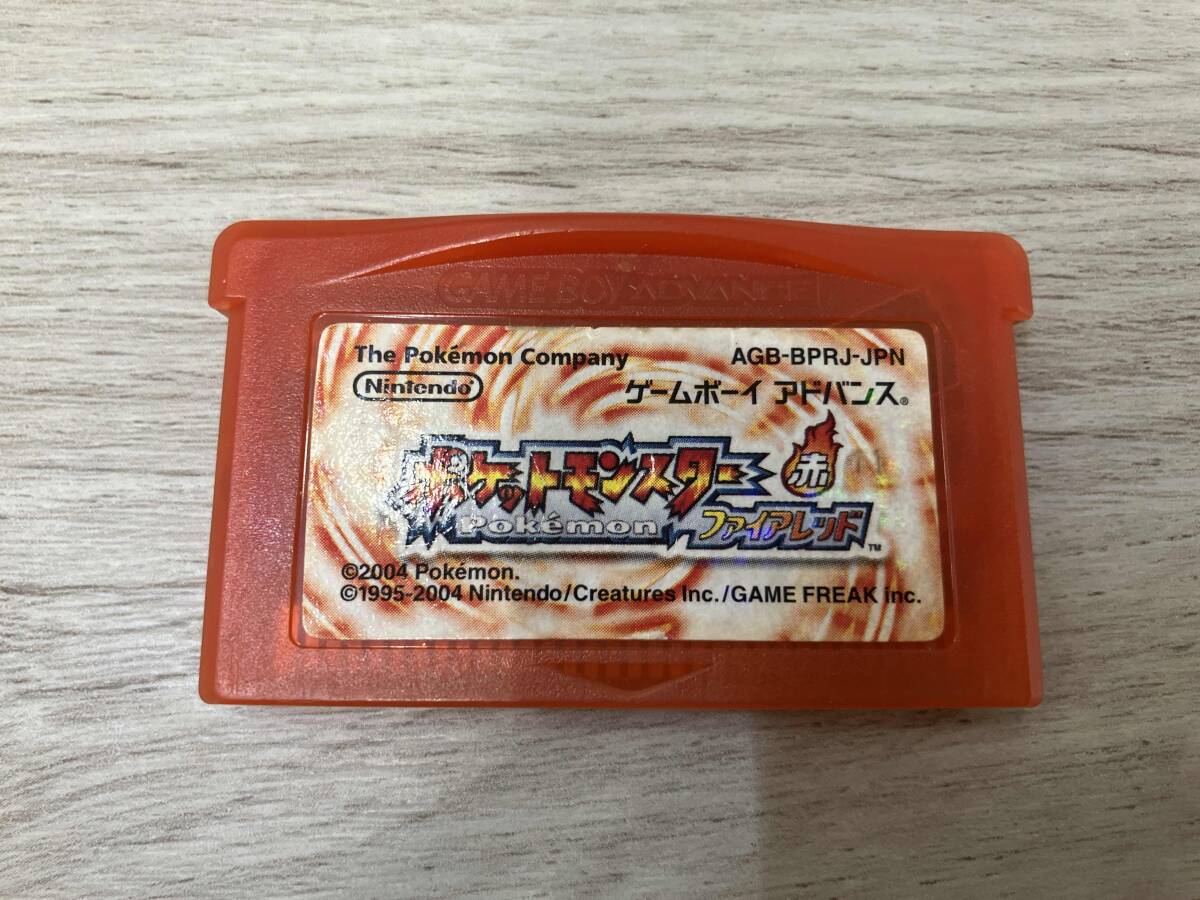 GAME BOY ADVANCE
The Pokémon Company AGB-BPRJ-JPN
Nintendo® ゲームボーイ アドバンス®
ポケットモンスター 赤
Pokémon ファイアレッド™
©2004 Pokémon.
©1995-2004 Nintendo/Creatures Inc./GAME FREAK inc.